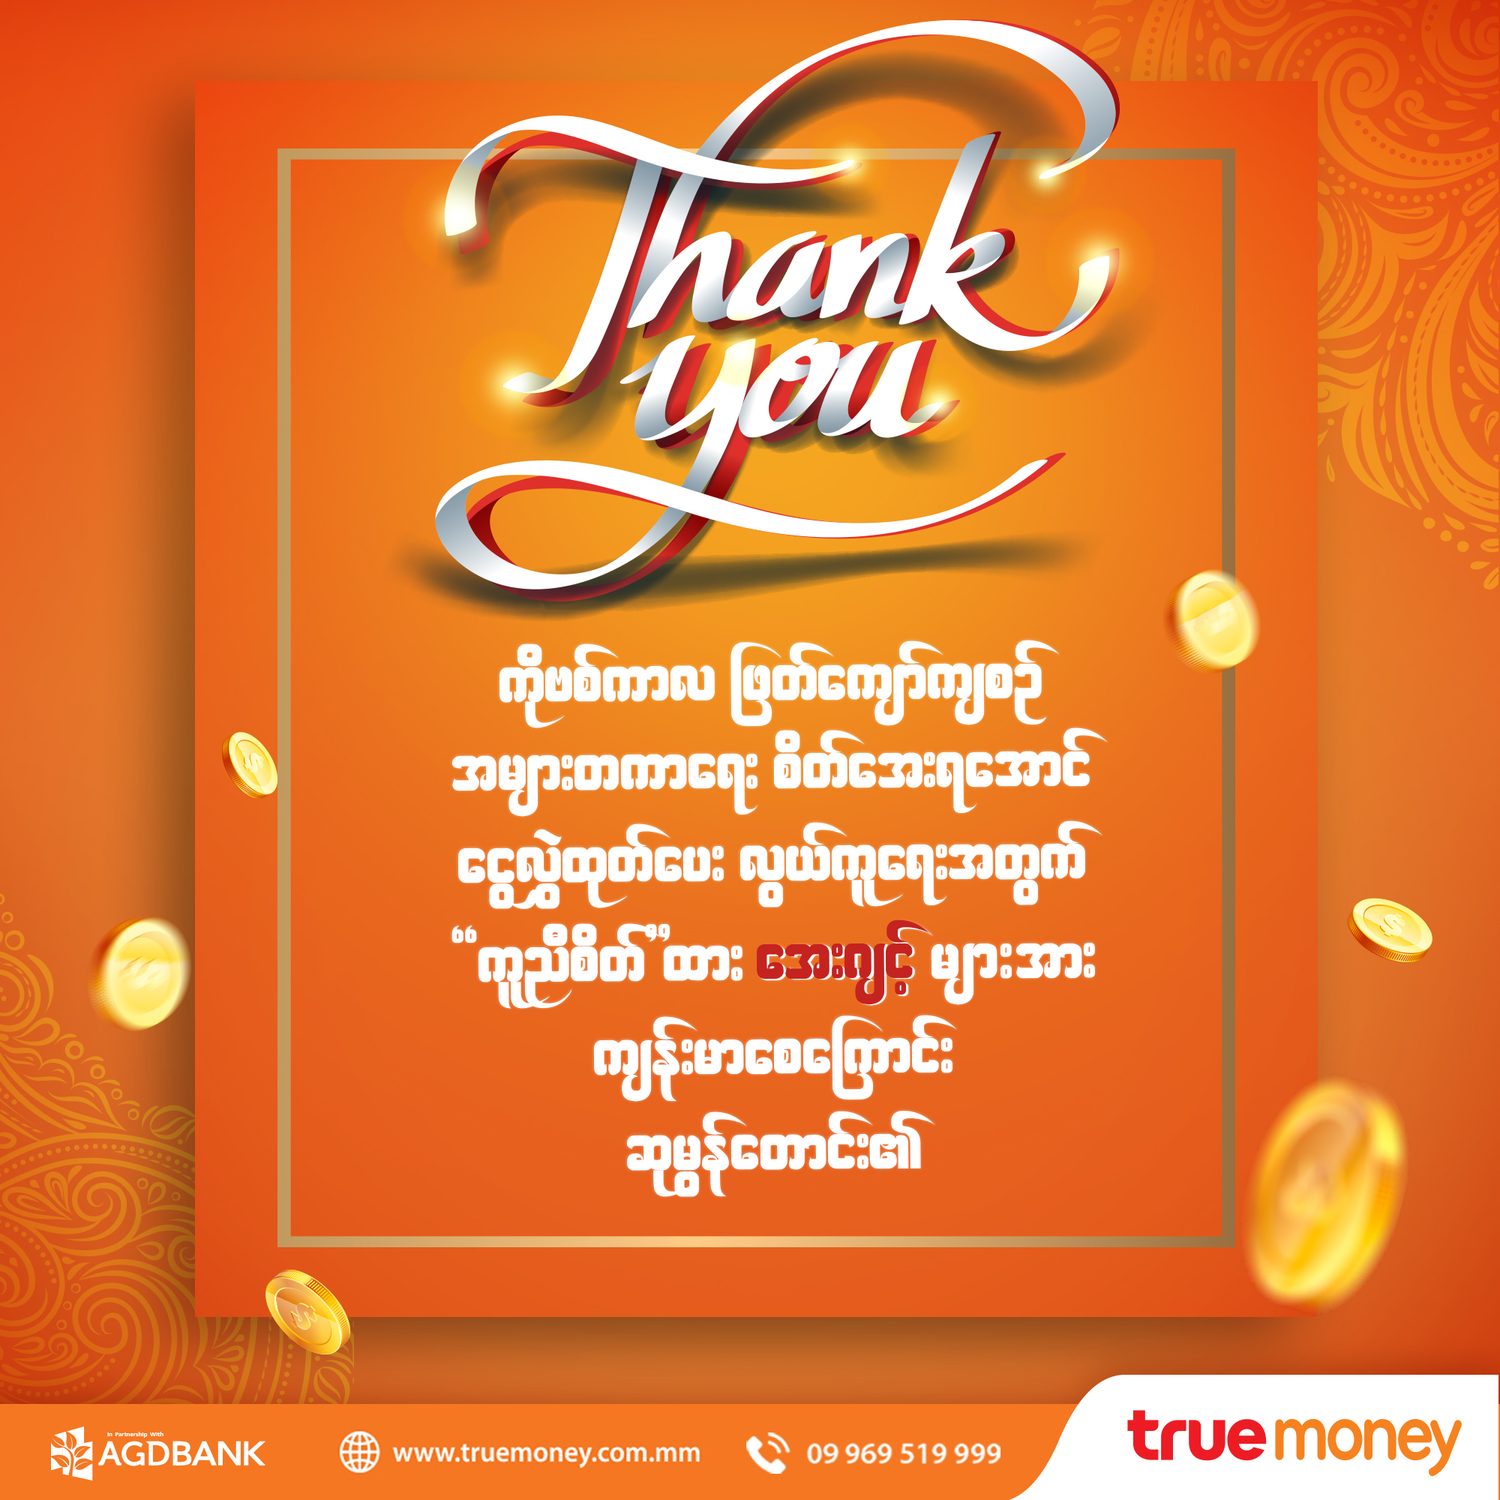 Thank
you
ကိုဗစ်ကာလ ဖြတ်ကျော်ကျစဉ်
အများတကာရေး စိတ်အေးရအောင်
ငွေလွှဲထုတ်ပေး လွယ်ကူရေးအတွက်
“ကူညီစိတ်”ထား အေးဂျင့် များအား
ကျန်းမာစေကြောင်း
ဆုမွန်တောင်း၏
In Partnership With
AGDBANK
www.truemoney.com.mm
09 969 519 999
true money